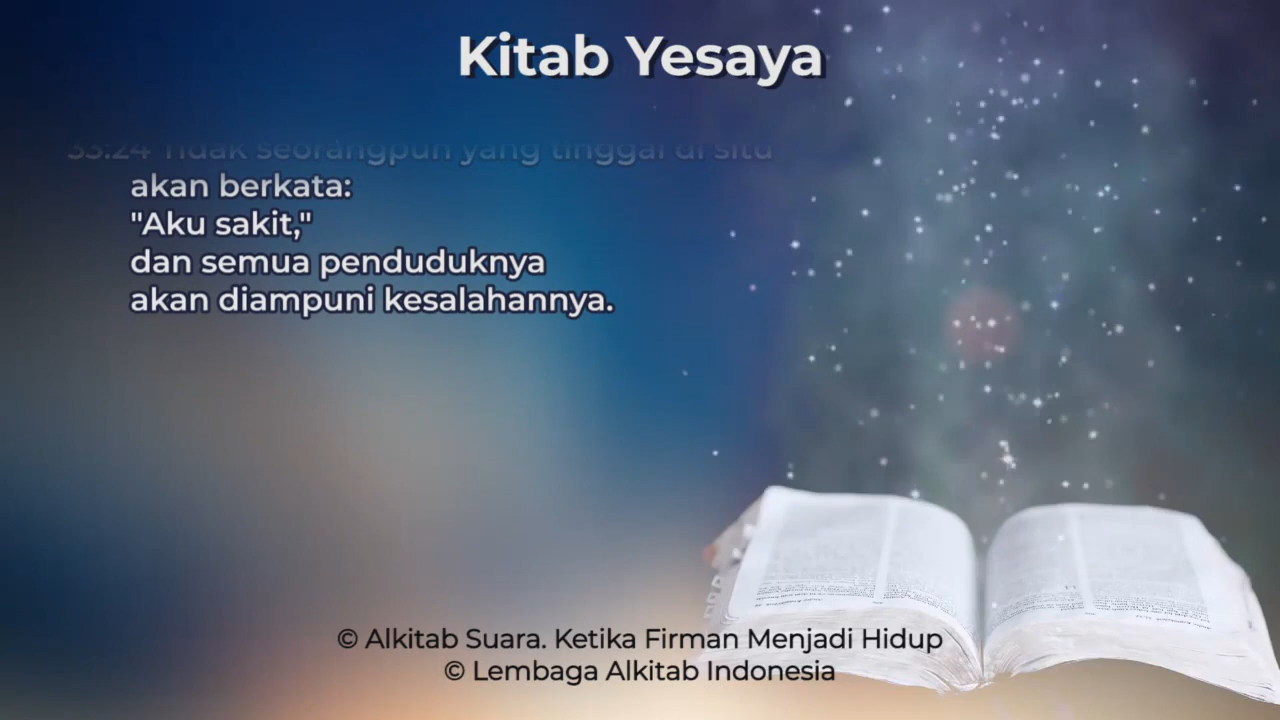 Kitab Yesaya
33:24 Tidak seorangpun yang tinggal di situ
akan berkata:
"Aku sakit,"
dan semua penduduknya
akan diampuni kesalahannya.
© Alkitab Suara. Ketika Firman Menjadi Hidup
© Lembaga Alkitab Indonesia